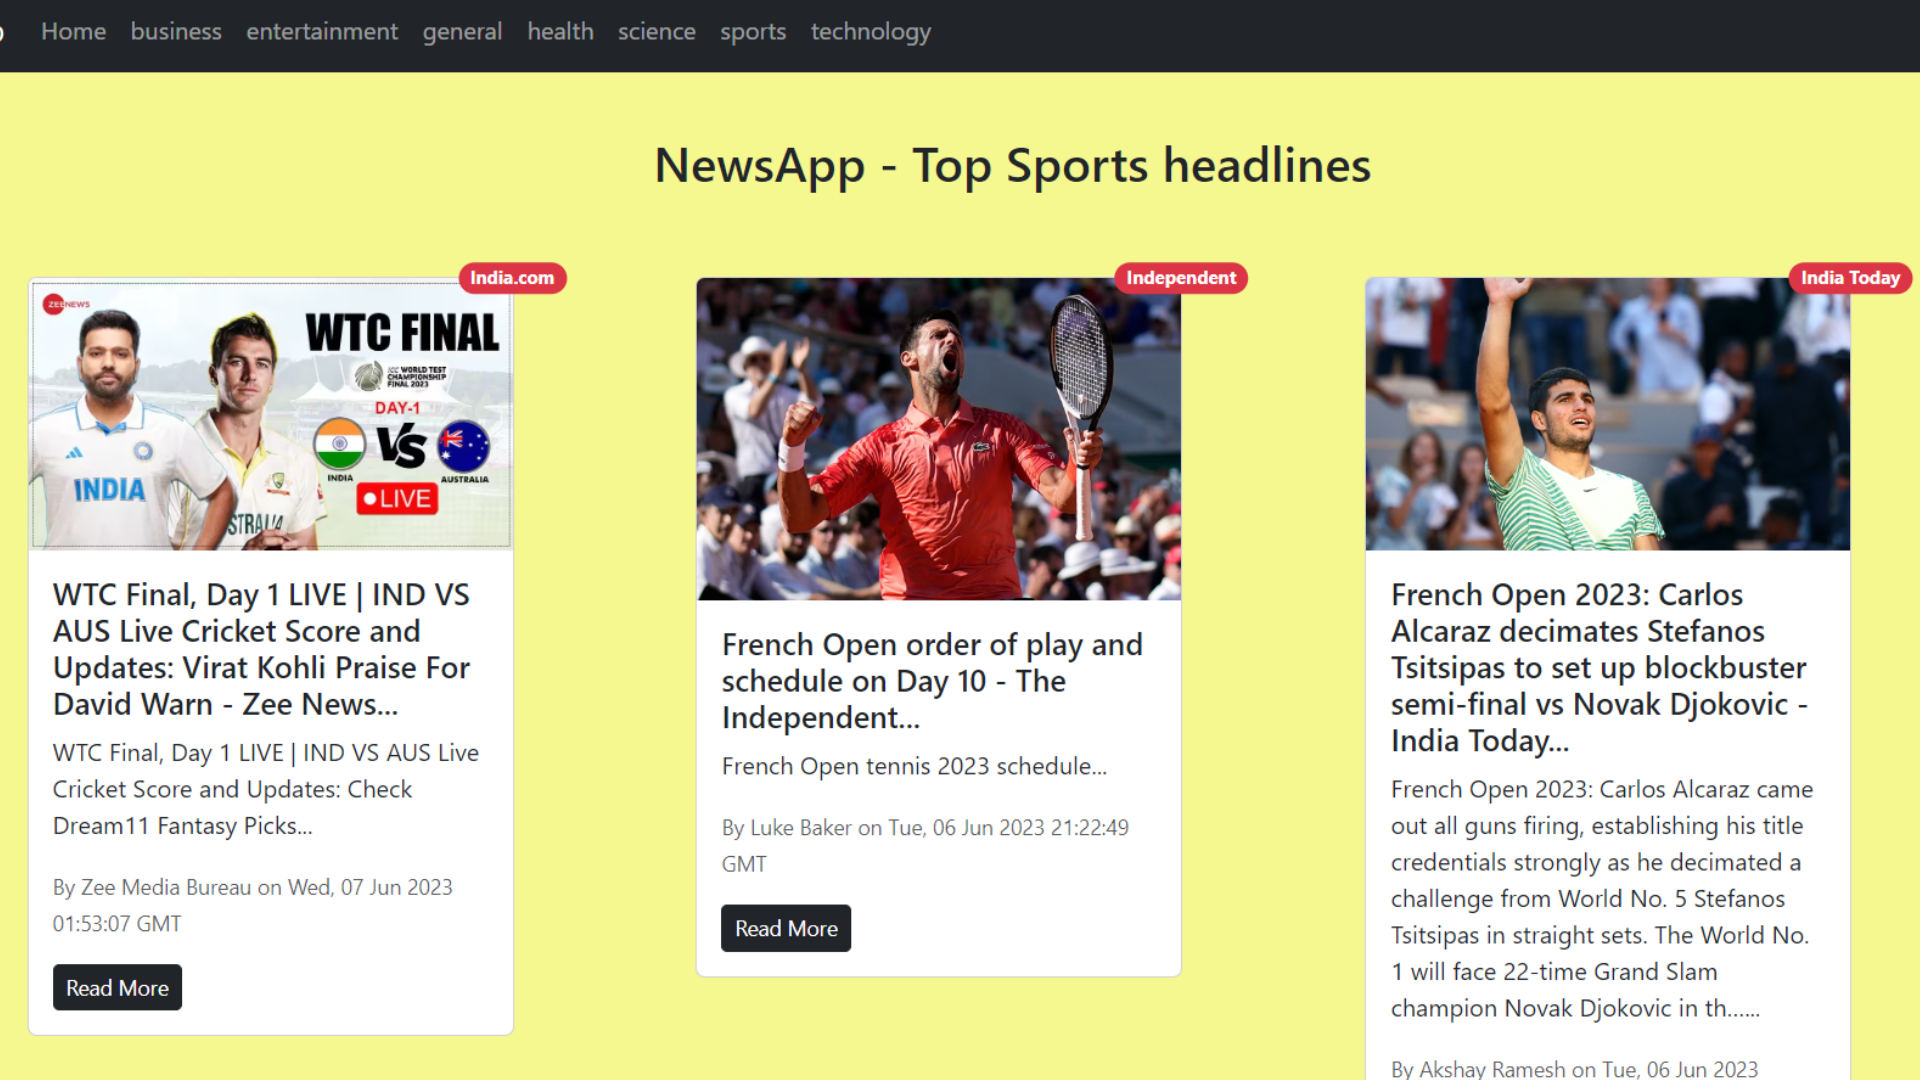 Home business entertainment general health science sports technology
NewsApp - Top Sports headlines
India.com
ZEE NEWS
WTC FINAL
ICC WORLD TEST
CHAMPIONSHIP
FINAL 2023
DAY-1
VS
INDIA
AUSTRALIA
LIVE
INDIA
STRALIA
WTC Final, Day 1 LIVE | IND VS
AUS Live Cricket Score and
Updates: Virat Kohli Praise For
David Warn - Zee News...
WTC Final, Day 1 LIVE | IND VS AUS Live
Cricket Score and Updates: Check
Dream11 Fantasy Picks...
By Zee Media Bureau on Wed, 07 Jun 2023
01:53:07 GMT
Read More
Independent
French Open order of play and
schedule on Day 10 - The
Independent...
French Open tennis 2023 schedule...
By Luke Baker on Tue, 06 Jun 2023 21:22:49
GMT
Read More
India Today
French Open 2023: Carlos
Alcaraz decimates Stefanos
Tsitsipas to set up blockbuster
semi-final vs Novak Djokovic -
India Today...
French Open 2023: Carlos Alcaraz came
out all guns firing, establishing his title
credentials strongly as he decimated a
challenge from World No. 5 Stefanos
Tsitsipas in straight sets. The World No.
1 will face 22-time Grand Slam
champion Novak Djokovic in th......
By Akshay Ramesh on Tue, 06 Jun 2023